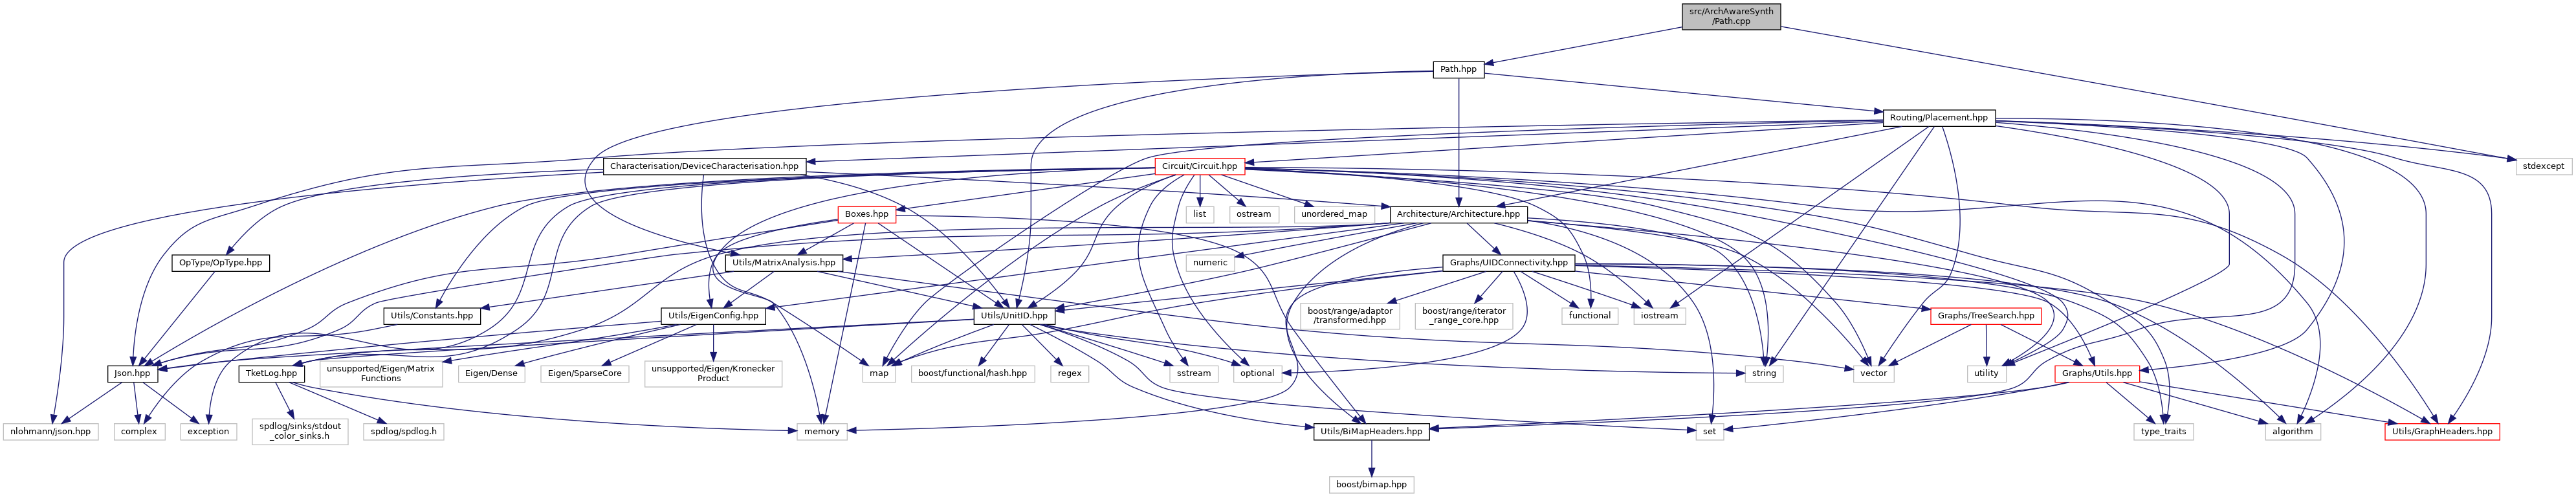 src/ArchAwareSynth
/Path.cpp
Path.hpp
Routing/Placement.hpp
Characterisation/DeviceCharacterisation.hpp
Circuit/Circuit.hpp
stdexcept
Boxes.hpp
list
ostream
unordered_map
Architecture/Architecture.hpp
OpType/OpType.hpp
Utils/MatrixAnalysis.hpp
numeric
Graphs/UIDConnectivity.hpp
Utils/Constants.hpp
Utils/EigenConfig.hpp
Utils/UnitID.hpp
boost/range/adaptor
/transformed.hpp
boost/range/iterator
_range_core.hpp
functional
iostream
Graphs/TreeSearch.hpp
Json.hpp
TketLog.hpp
unsupported/Eigen/Matrix
Functions
Eigen/Dense
Eigen/SparseCore
unsupported/Eigen/Kronecker
Product
map
boost/functional/hash.hpp
regex
sstream
optional
string
vector
utility
Graphs/Utils.hpp
nlohmann/json.hpp
complex
exception
spdlog/sinks/stdout
_color_sinks.h
spdlog/spdlog.h
memory
Utils/BiMapHeaders.hpp
set
type_traits
algorithm
Utils/GraphHeaders.hpp
boost/bimap.hpp